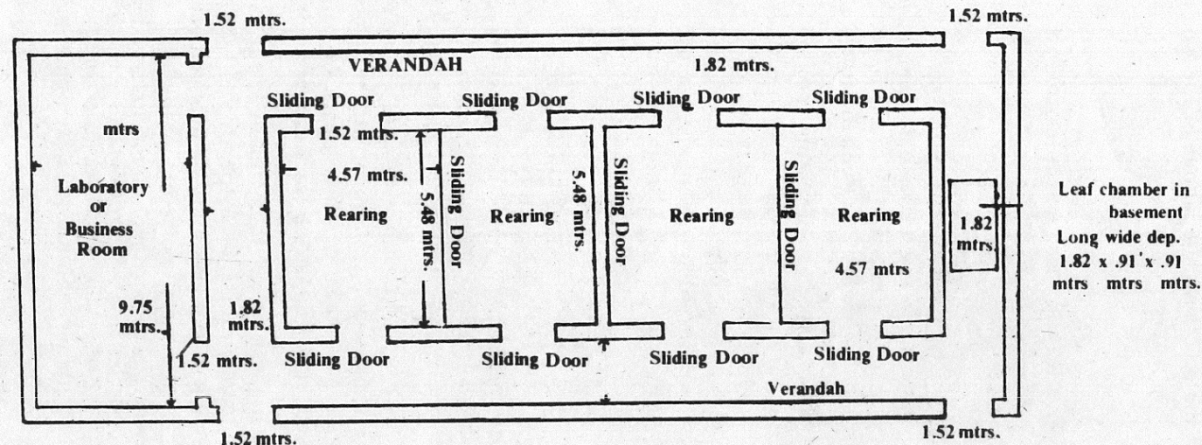 1.52 mtrs.
1.52 mtrs.
VERANDAH
1.82 mtrs.
Sliding Door
Sliding Door
Sliding Door
Sliding Door
mtrs
1.52 mtrs.
4.57 mtrs.
Laboratory
or
Business
Room
Rearing
5.48 mtrs.
Sliding Door
Rearing
5.48 mtrs.
Sliding Door
Rearing
Sliding Door
Rearing
4.57 mtrs
1.82
mtrs.
Leaf chamber in
basement
Long wide dep.
1.82 x .91'x .91
mtrs mtrs mtrs.
9.75
mtrs.
1.82
mtrs.
1.52 mtrs.
Sliding Door
Sliding Door
Sliding Door
Sliding Door
Verandah
1.52 mtrs.
1.52 mtrs.